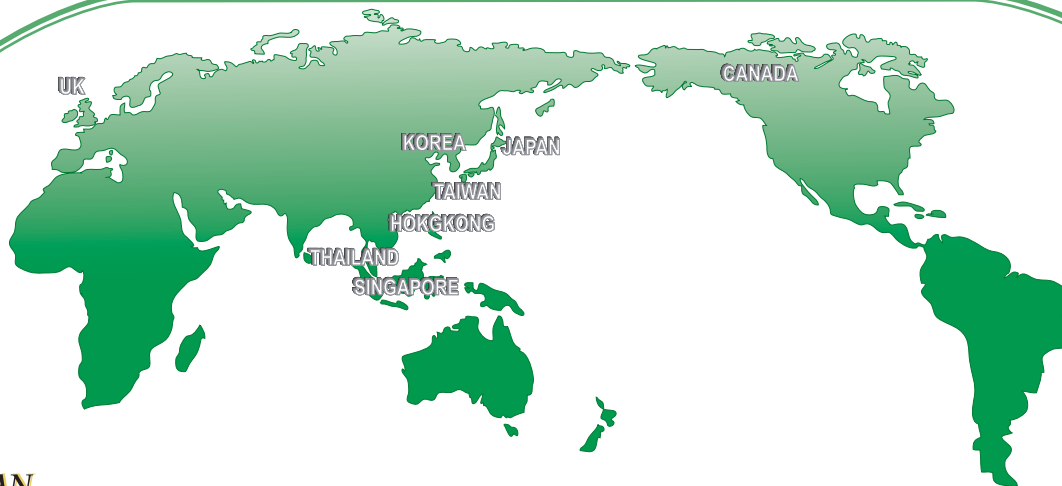 CANADA
UK
KOREA
JAPAN
TAIWAN
HOKGKONG
THAILAND
SINGAPORE